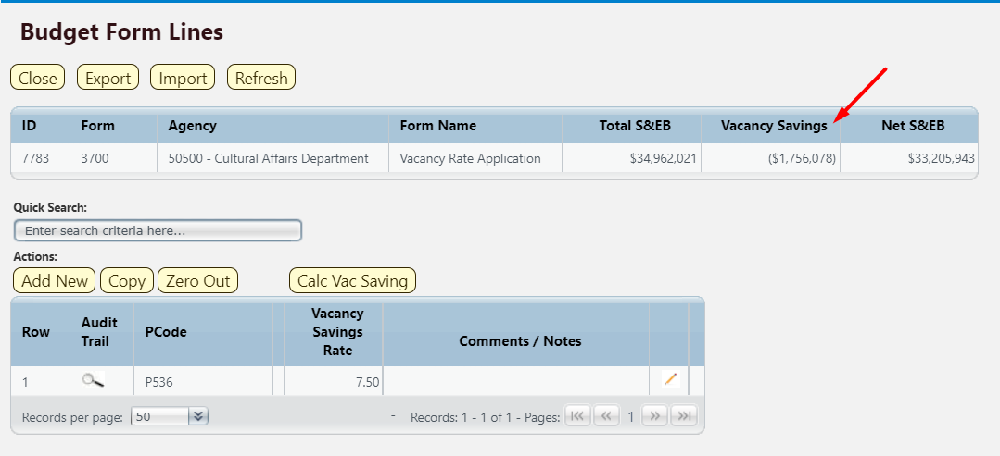 Budget Form Lines
Close Export Import Refresh
ID Form Agency Form Name Total S&EB Vacancy Savings Net S&EB
7783 3700 50500 - Cultural Affairs Department Vacancy Rate Application $34,962,021 ($1,756,078) $33,205,943
Quick Search:
Enter search criteria here...
Actions:
Add New Copy Zero Out Calc Vac Saving
Row Audit Trail PCode Vacancy Savings Rate Comments / Notes
1 P536 7.50
Records per page: 50 - Records: 1 - 1 of 1 - Pages: 1